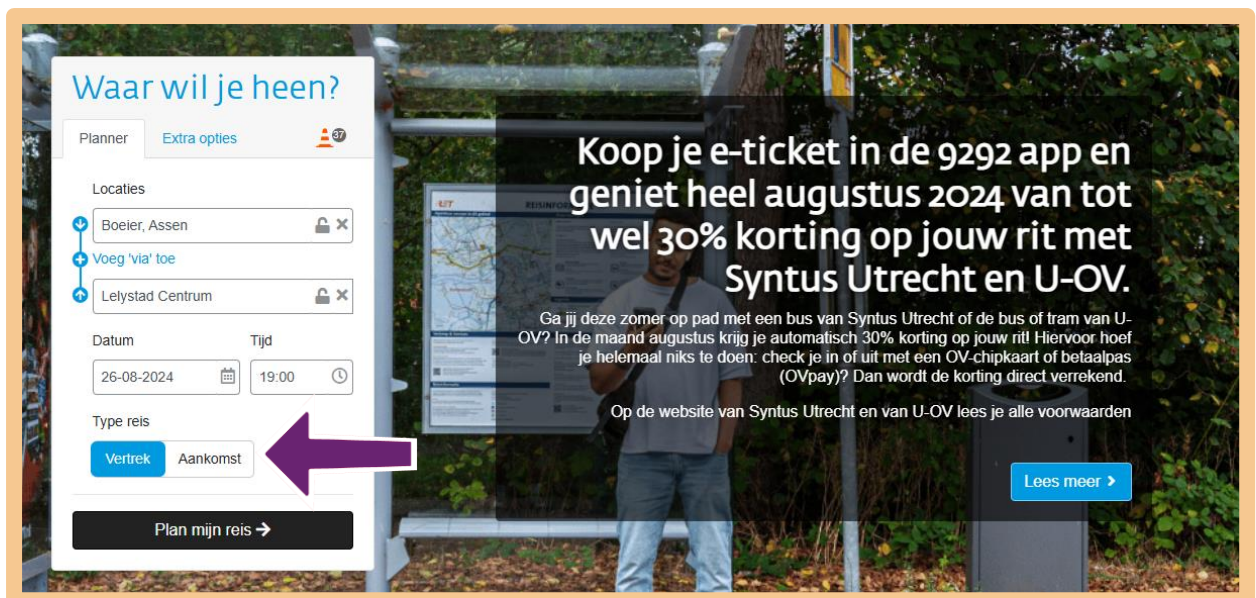 Waar wil je heen?
Planner
Extra opties
37
Locaties
Boeier, Assen
Voeg 'via' toe
Lelystad Centrum
Datum
Tijd
26-08-2024
19:00
Type reis
Vertrek
Aankomst
Plan mijn reis
REISINFOR
Koop je e-ticket in de 9292 app en
geniet heel augustus 2024 van tot
wel 30% korting op jouw rit met
Syntus Utrecht en U-OV.
Ga jij deze zomer op pad met een bus van Syntus Utrecht of de bus of tram van U-
OV? In de maand augustus krijg je automatisch 30% korting op jouw rit! Hiervoor hoef
je helemaal niks te doen: check je in of uit met een OV-chipkaart of betaalpas
(OVpay)? Dan wordt de korting direct verrekend.
Op de website van Syntus Utrecht en van U-OV lees je alle voorwaarden
Lees meer